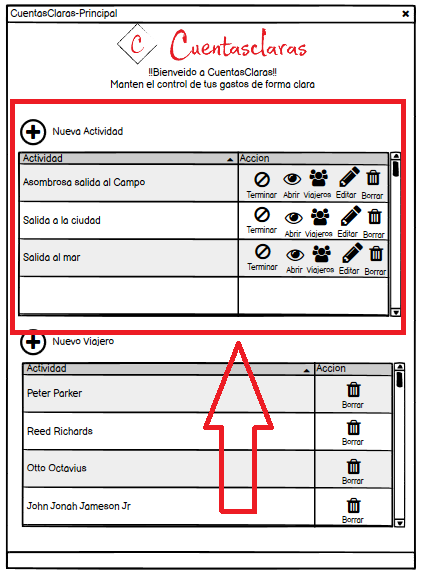 CuentasClaras-Principal
C Cuentasclaras
!!Bienveido a CuentasClaras!!
Manten el control de tus gastos de forma clara
Nueva Actividad
Actividad Accion
Asombrosa salida al Campo Terminar Abrir Viajeros Editar Borrar
Salida a la ciudad Terminar Abrir Viajeros Editar Borrar
Salida al mar Terminar Abrir Viajeros Editar Borrar
Nuevo Viajero
Actividad Accion
Peter Parker Borrar
Reed Richards Borrar
Otto Octavius Borrar
John Jonah Jameson Jr Borrar